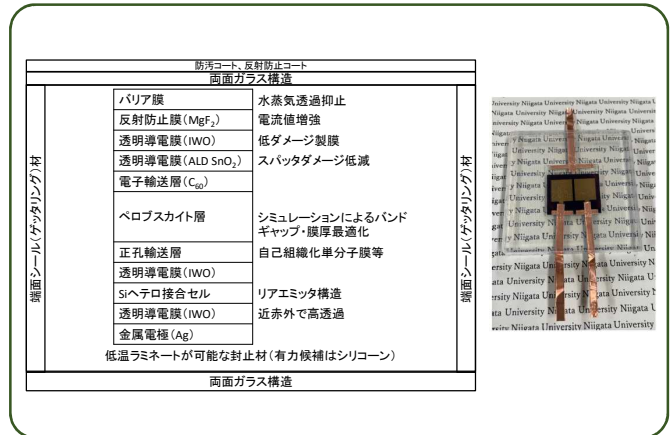 防汚コート、反射防止コート
両面ガラス構造
端面シール(ゲッタリング)材
バリア膜 水蒸気透過抑止
反射防止膜(MgF₂) 電流値増強
透明導電膜(IWO) 低ダメージ製膜
透明導電膜(ALD SnO₂) スパッタダメージ低減
電子輸送層(C₆₀)
ペロブスカイト層 シミュレーションによるバンド
ギャップ・膜厚最適化
正孔輸送層 自己組織化単分子膜等
透明導電膜(IWO)
Siヘテロ接合セル リアエミッタ構造
透明導電膜(IWO) 近赤外で高透過
金属電極(Ag)
低温ラミネートが可能な封止材(有力候補はシリコーン)
端面シール(ゲッタリング)材
両面ガラス構造
Niigata University Niigata University